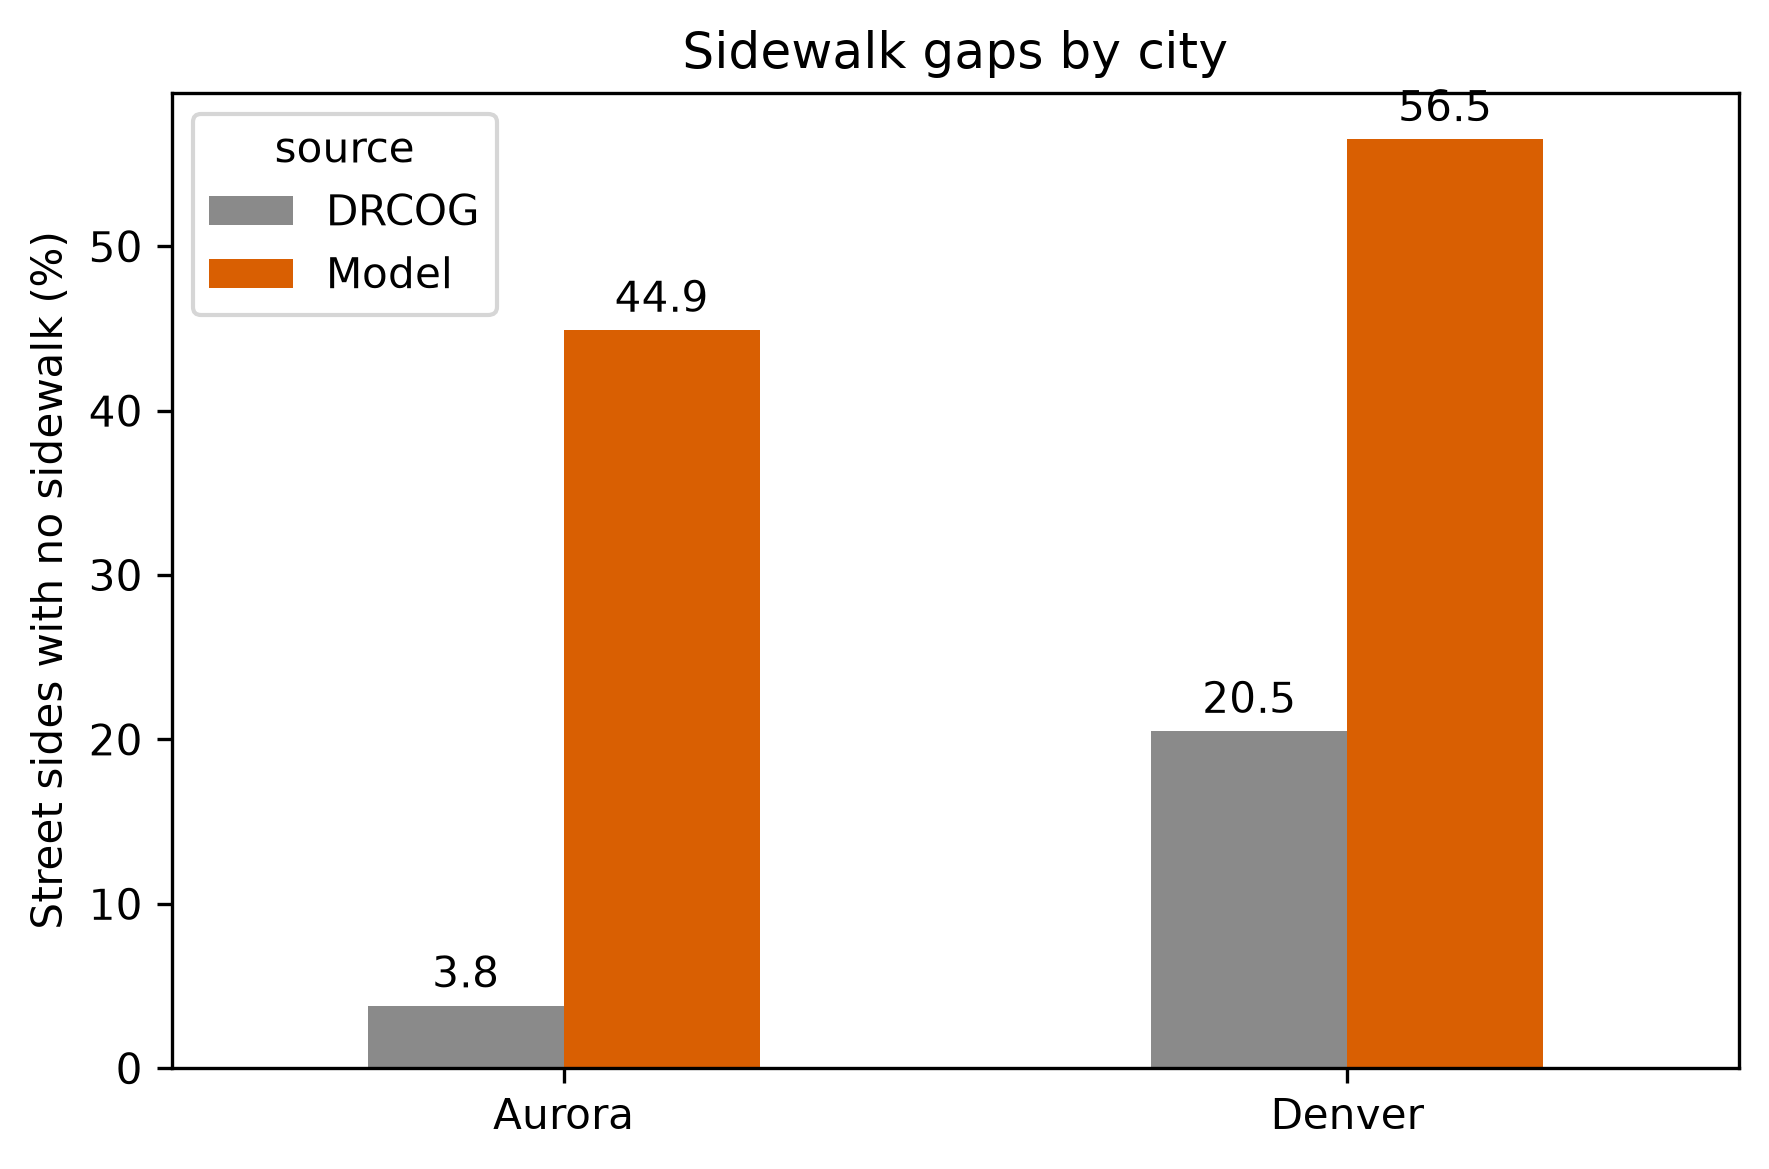 Sidewalk gaps by city
source
DRCOG
Model
Street sides with no sidewalk (%)
50
40
30
20
10
0
3.8
44.9
20.5
56.5
Aurora
Denver